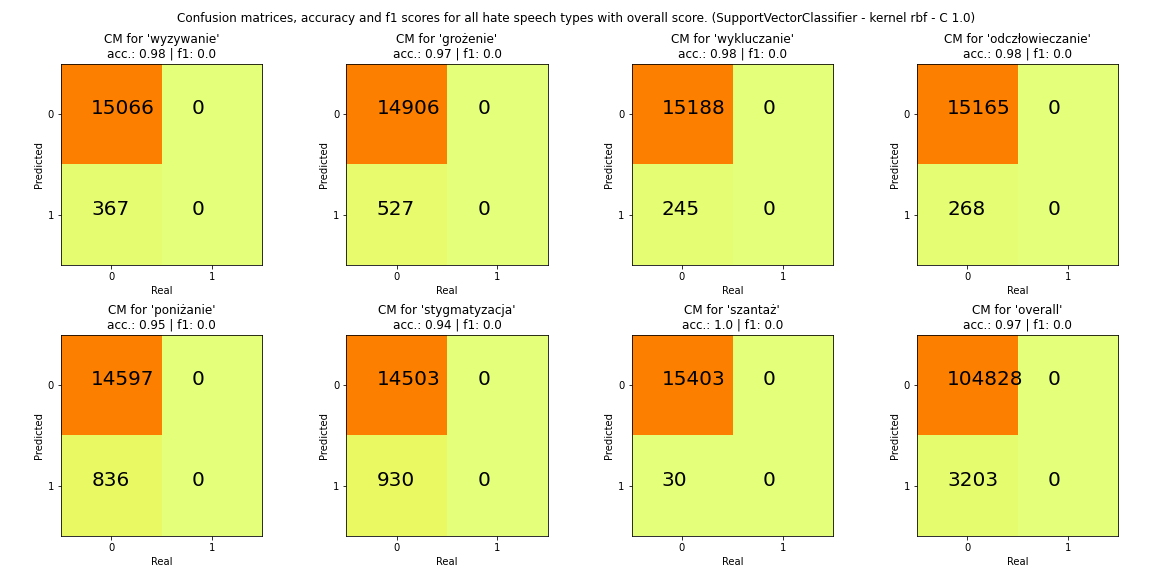 Confusion matrices, accuracy and f1 scores for all hate speech types with overall score. (SupportVectorClassifier - kernel rbf - C 1.0)
CM for 'wyzywanie'
acc.: 0.98 | f1: 0.0
0
15066
0
Predicted
1
367
0
0
1
Real
CM for 'grożenie'
acc.: 0.97 | f1: 0.0
0
14906
0
Predicted
1
527
0
0
1
Real
CM for 'wykluczanie'
acc.: 0.98 | f1: 0.0
0
15188
0
Predicted
1
245
0
0
1
Real
CM for 'odczłowieczanie'
acc.: 0.98 | f1: 0.0
0
15165
0
Predicted
1
268
0
0
1
Real
CM for 'poniżanie'
acc.: 0.95 | f1: 0.0
0
14597
0
Predicted
1
836
0
0
1
Real
CM for 'stygmatyzacja'
acc.: 0.94 | f1: 0.0
0
14503
0
Predicted
1
930
0
0
1
Real
CM for 'szantaż'
acc.: 1.0 | f1: 0.0
0
15403
0
Predicted
1
30
0
0
1
Real
CM for 'overall'
acc.: 0.97 | f1: 0.0
0
104828
0
Predicted
1
3203
0
0
1
Real